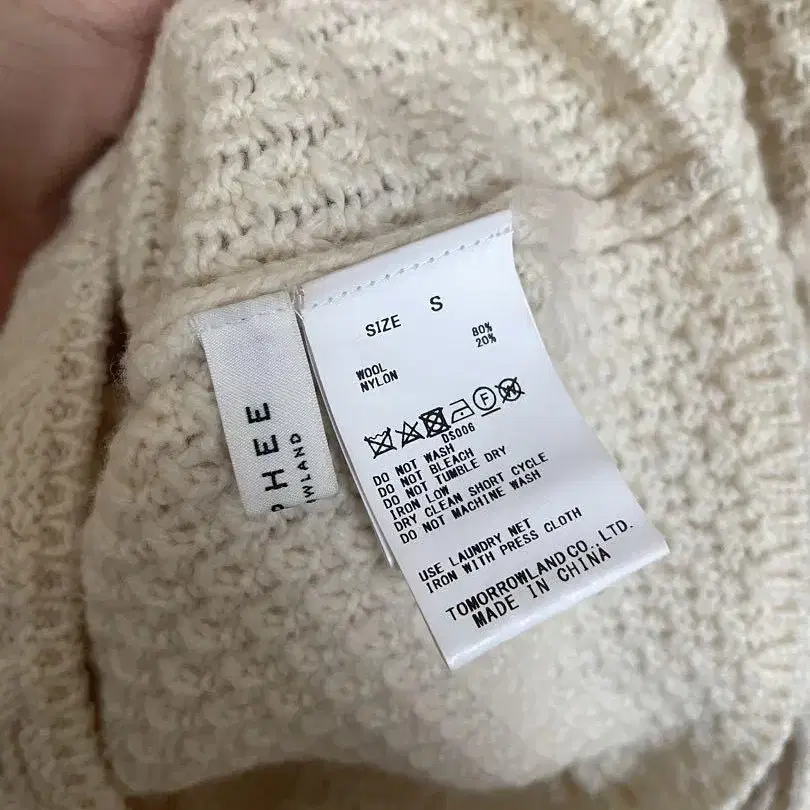 PHEE
WLAND
SIZE S
WOOL 80%
NYLON 20%
DS006
DO NOT WASH
DO NOT BLEACH
DO NOT TUMBLE DRY
IRON LOW
DRY CLEAN SHORT CYCLE
DO NOT MACHINE WASH
USE LAUNDRY NET
IRON WITH PRESS CLOTH
TOMORROWLAND CO.,LTD.
MADE IN CHINA